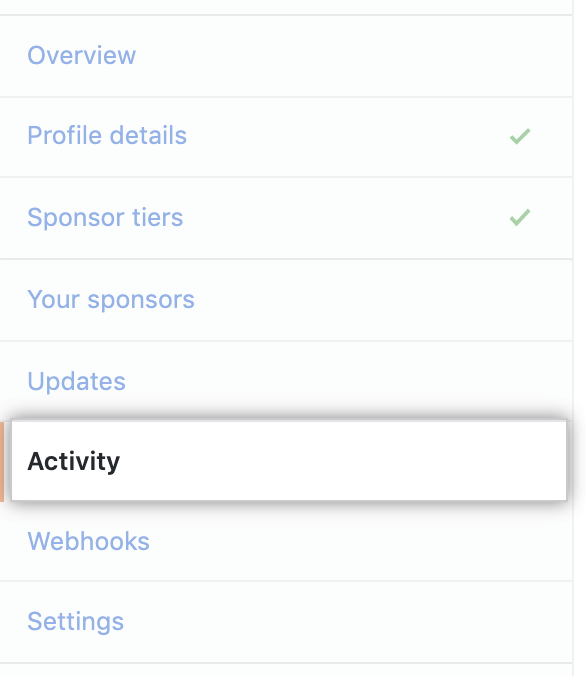 Overview
Profile details
Sponsor tiers
Your sponsors
Updates
Activity
Webhooks
Settings